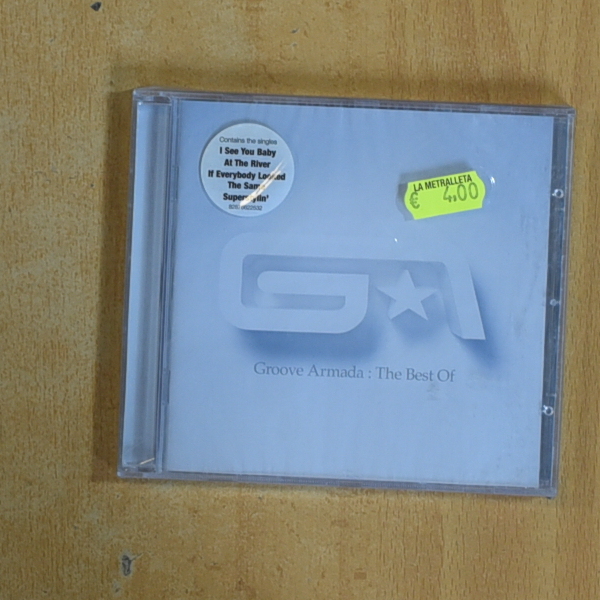 Contains the singles
I See You Baby
At The River
If Everybody Looked
The Same
Superstylin'
LA METRALLETA
€ 4.00
G★A
Groove Armada : The Best Of